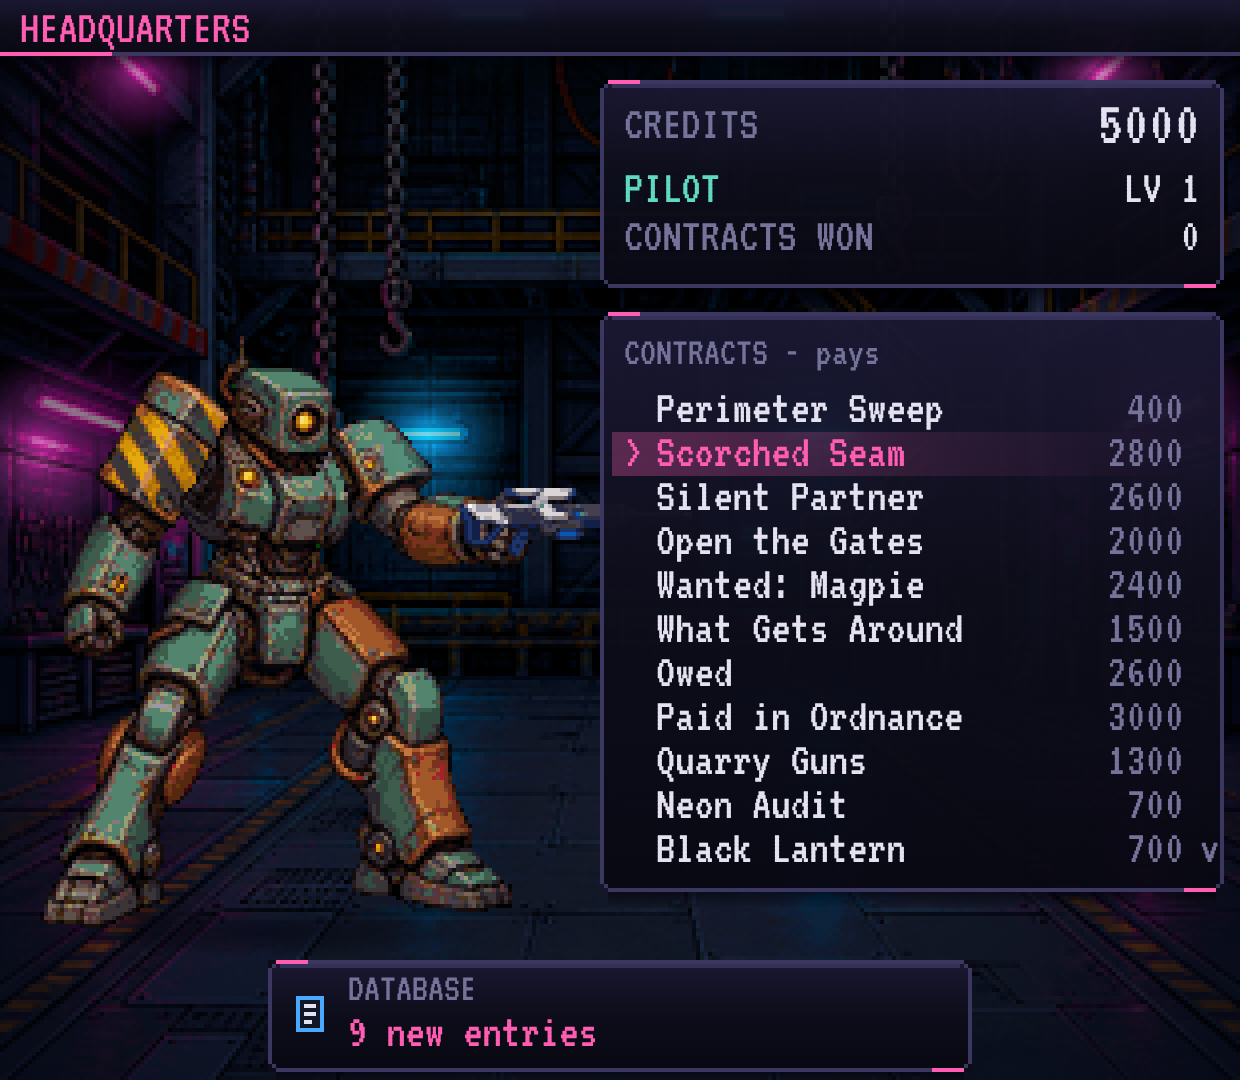 HEADQUARTERS
CREDITS 5000
PILOT LV 1
CONTRACTS WON 0
CONTRACTS - pays
Perimeter Sweep 400
> Scorched Seam 2800
Silent Partner 2600
Open the Gates 2000
Wanted: Magpie 2400
What Gets Around 1500
Owed 2600
Paid in Ordnance 3000
Quarry Guns 1300
Neon Audit 700
Black Lantern 700 v
DATABASE
9 new entries